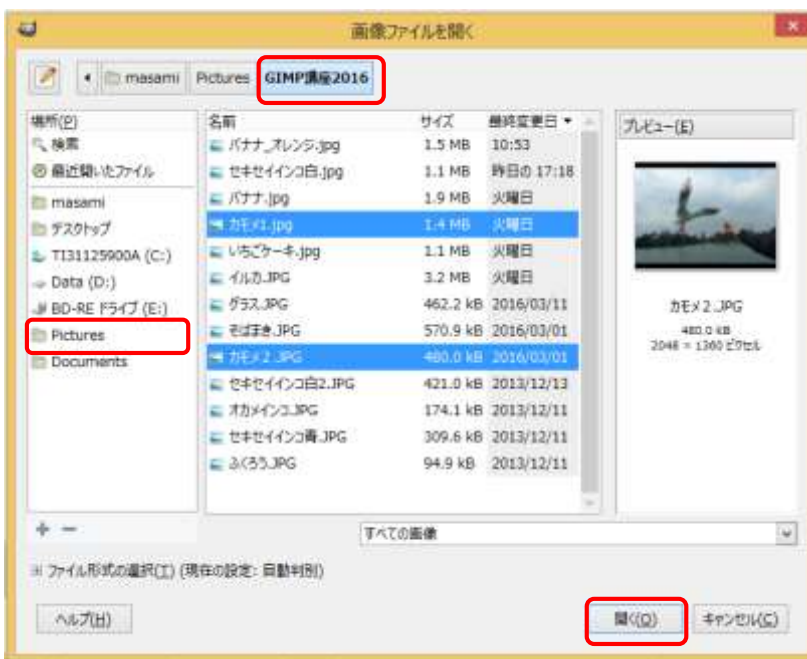 画像ファイルを開く
masami Pictures GIMP講座2016
場所(P)
検索
最近開いたファイル
masami
デスクトップ
TI31125900A (C:)
Data (D:)
BD-RE ドライブ (E:)
Pictures
Documents
名前 サイズ 最終変更日
バナナ_オレンジ.jpg 1.5 MB 10:53
セキセイインコ白.jpg 1.1 MB 昨日の 17:18
バナナ.jpg 1.9 MB 火曜日
カモメ1.jpg 1.4 MB 火曜日
いちごケーキ.jpg 1.1 MB 火曜日
イルカ.JPG 3.2 MB 火曜日
グラス.JPG 462.2 kB 2016/03/11
そばまき.JPG 570.9 kB 2016/03/01
カモメ2.JPG 480.0 kB 2016/03/01
セキセイインコ白2.JPG 421.0 kB 2013/12/13
オカメインコ.JPG 174.1 kB 2013/12/11
セキセイインコ青.JPG 309.6 kB 2013/12/11
ふくろう.JPG 94.9 kB 2013/12/11
プレビュー(E)
カモメ2.JPG
480.0 kB
2048 × 1360 ピクセル
すべての画像
ファイル形式の選択(T) (現在の設定: 自動判別)
ヘルプ(H) 開く(O) キャンセル(C)